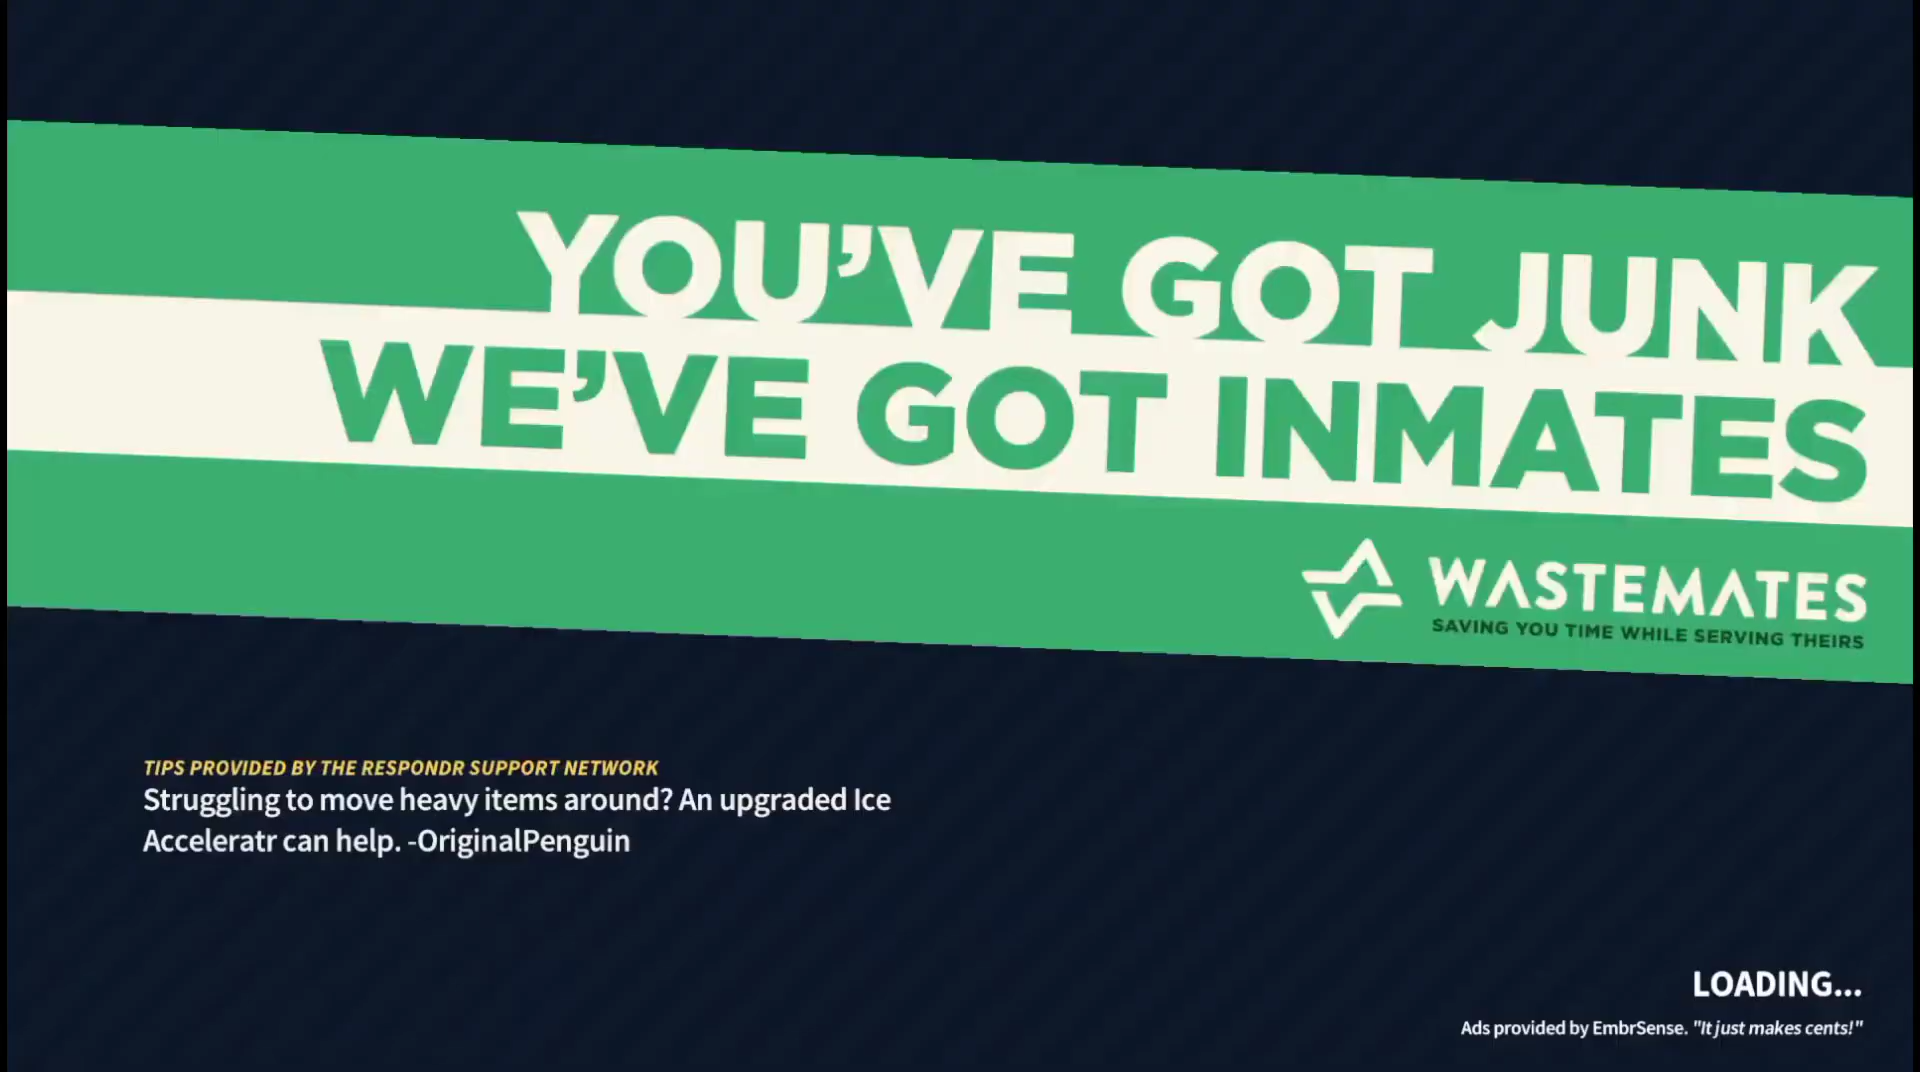 YOU'VE GOT JUNK
WE'VE GOT INMATES
WASTEMATES
SAVING YOU TIME WHILE SERVING THEIRS
TIPS PROVIDED BY THE RESPONDR SUPPORT NETWORK
Struggling to move heavy items around? An upgraded Ice
Acceleratr can help. -OriginalPenguin
LOADING...
Ads provided by EmbrSense. "It just makes cents!"